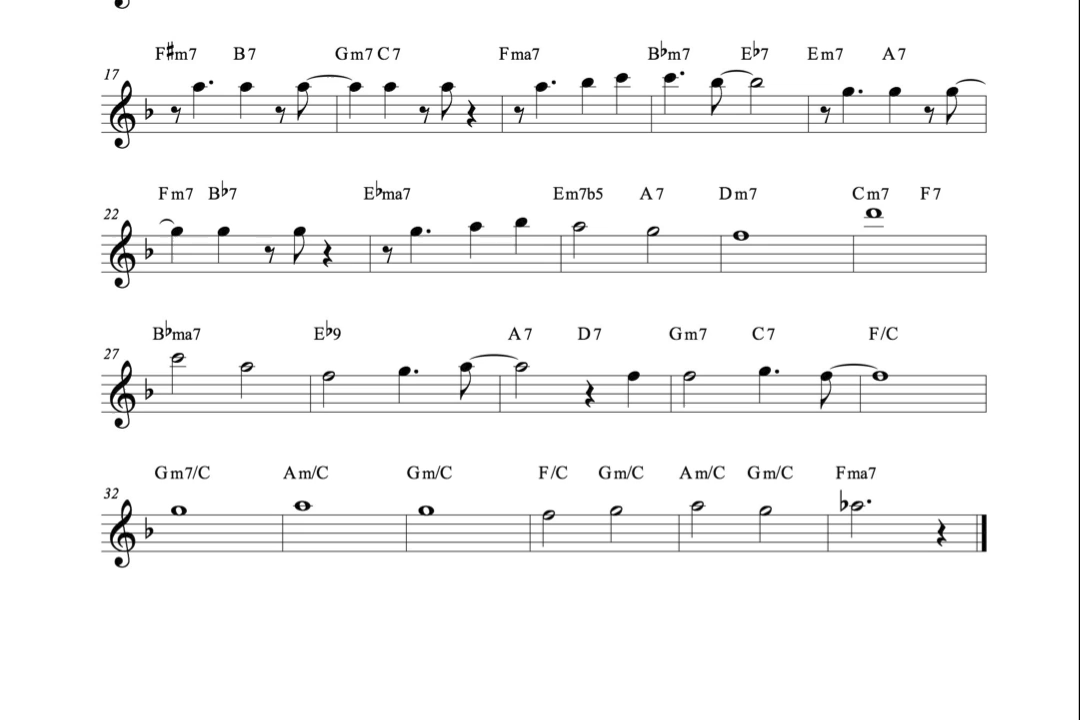 F♯m7 B7 Gm7 C7 Fma7 B♭m7 E♭7 Em7 A7
17
Fm7 B♭7 E♭ma7 Em7b5 A7 Dm7 Cm7 F7
22
B♭ma7 E♭9 A7 D7 Gm7 C7 F/C
27
Gm7/C Am/C Gm/C F/C Gm/C Am/C Gm/C Fma7
32